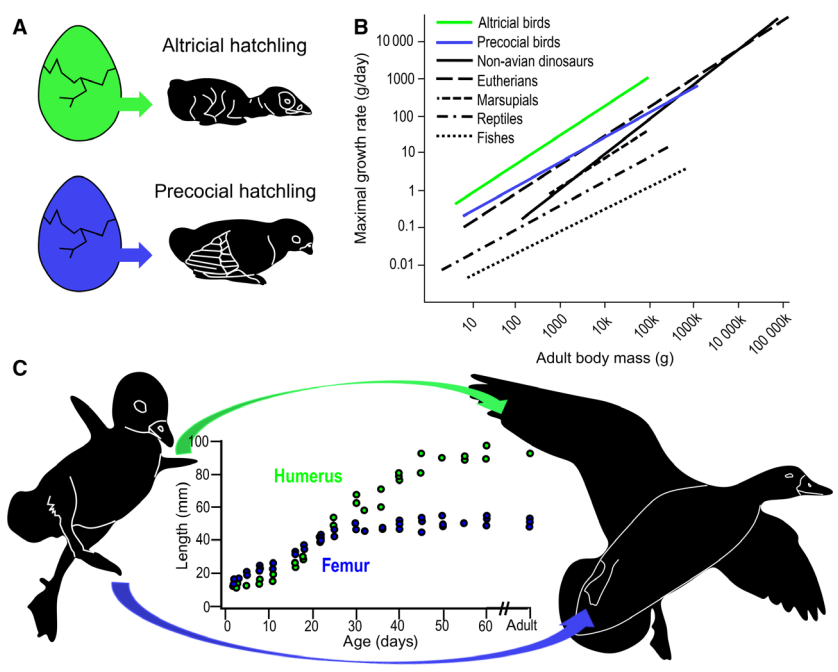 A
Altricial hatchling
Precocial hatchling
B
Maximal growth rate (g/day)
10 000
1000
100
10
1
0.1
0.01
Altricial birds
Precocial birds
Non-avian dinosaurs
Eutherians
Marsupials
Reptiles
Fishes
10
100
1000
10k
100k
1000k
10 000k
100 000k
Adult body mass (g)
C
Length (mm)
100
80
60
40
20
0
Humerus
Femur
0
10
20
30
40
50
60
Adult
Age (days)